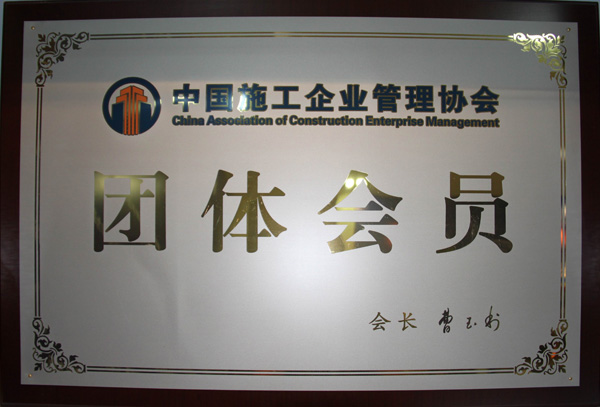 中国施工企业管理协会
China Association of Construction Enterprise Management
团体会员
会长 曹玉书